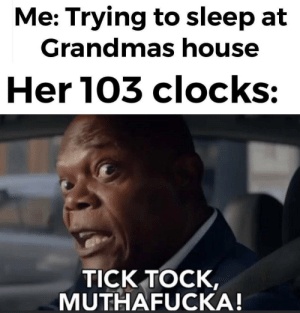 Me: Trying to sleep at
Grandmas house
Her 103 clocks:
TICK TOCK,
MUTHAFUCKA!